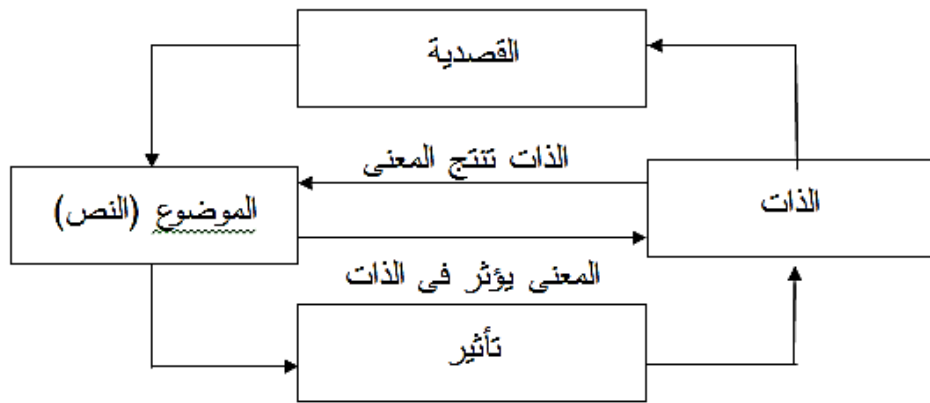 القصدية
الذات تنتج المعنى
الذات
الموضوع (النص)
المعنى يؤثر فى الذات
تأثير